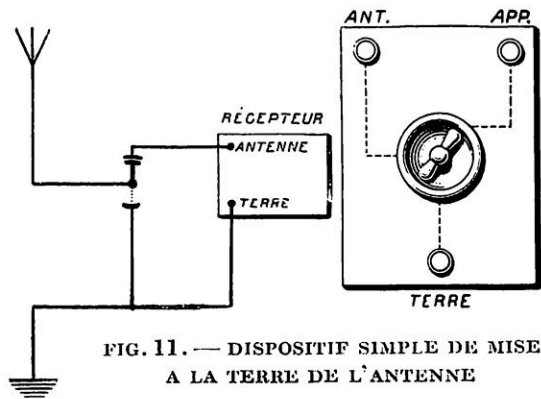 ANT. APP.
RÉCEPTEUR
ANTENNE
TERRE
TERRE
FIG. 11. — DISPOSITIF SIMPLE DE MISE
A LA TERRE DE L'ANTENNE